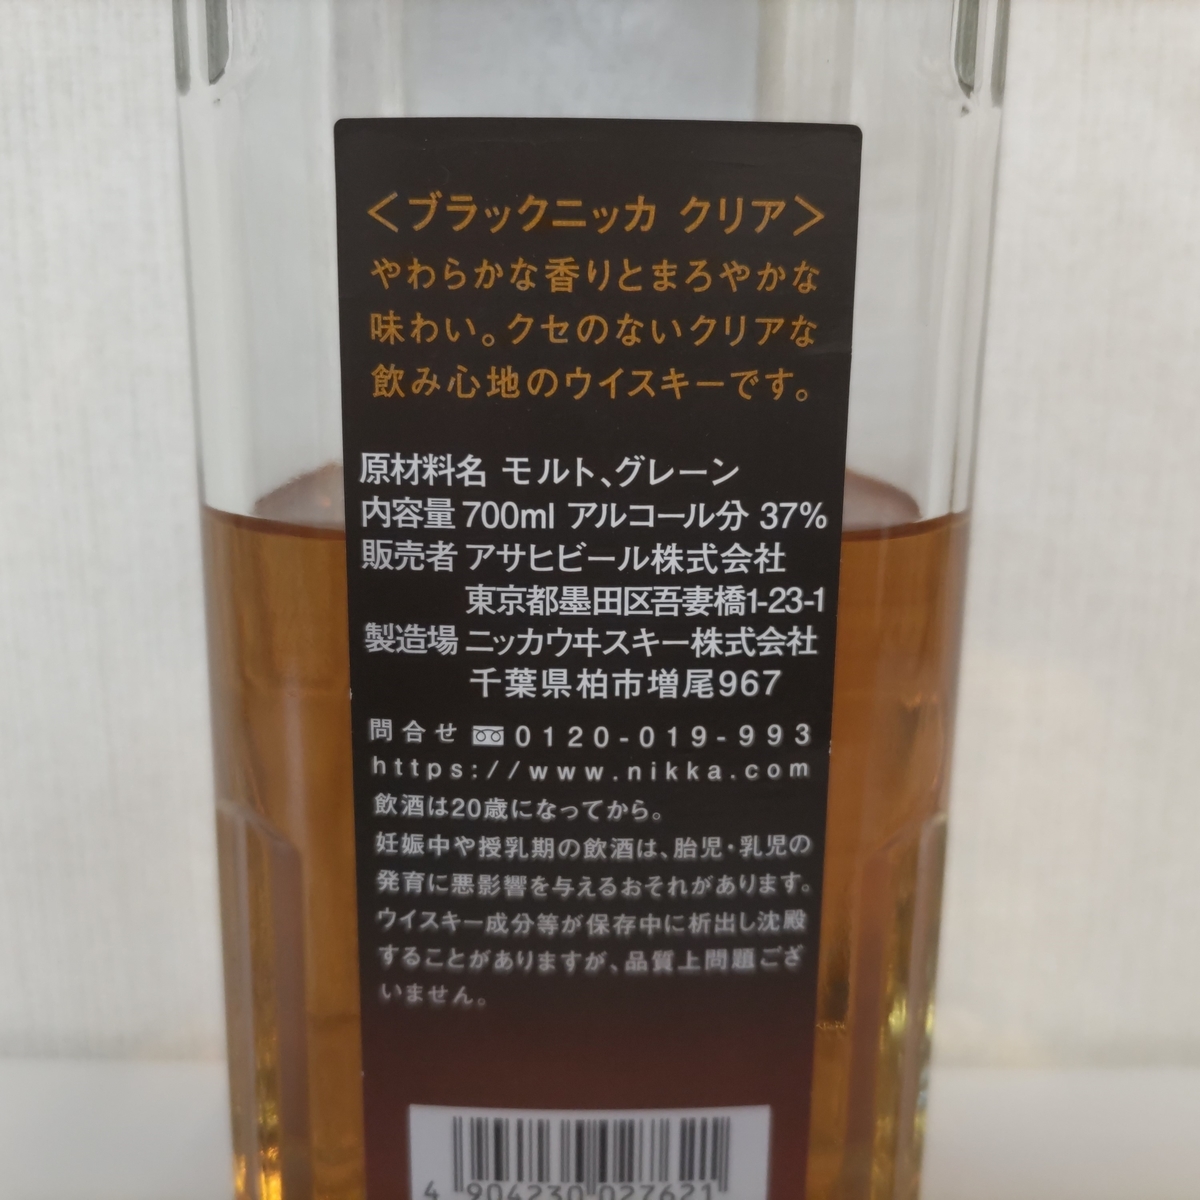 ＜ブラックニッカ クリア＞
やわらかな香りとまろやかな
味わい。クセのないクリアな
飲み心地のウイスキーです。
原材料名 モルト、グレーン
内容量 700ml アルコール分 37%
販売者 アサヒビール株式会社
東京都墨田区吾妻橋1-23-1
製造場 ニッカウヰスキー株式会社
千葉県柏市増尾967
問合せ 0120-019-993
https://www.nikka.com
飲酒は20歳になってから。
妊娠中や授乳期の飲酒は、胎児・乳児の
発育に悪影響を与えるおそれがあります。
ウイスキー成分等が保存中に析出し沈殿
することがありますが、品質上問題ござ
いません。
4 904230 027621